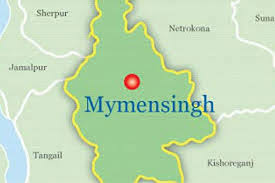 Sherpur
Netrokona
Suna
Jamalpur
Mymensingh
Tangail
Kishoreganj